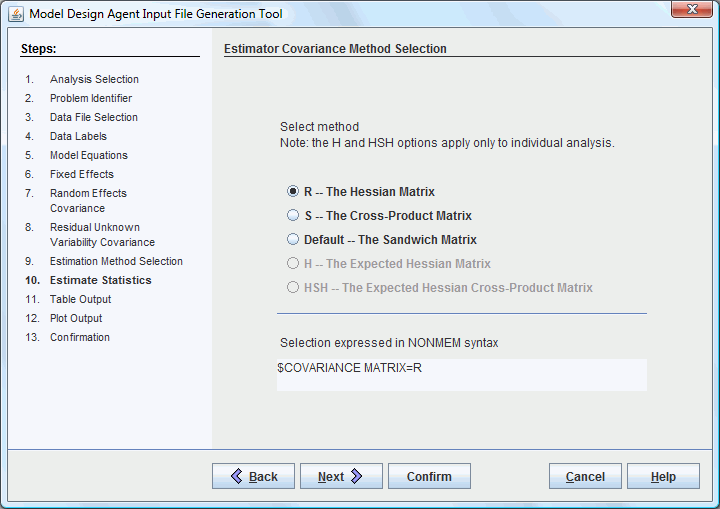 Model Design Agent Input File Generation Tool
Steps:
1. Analysis Selection
2. Problem Identifier
3. Data File Selection
4. Data Labels
5. Model Equations
6. Fixed Effects
7. Random Effects
Covariance
8. Residual Unknown
Variability Covariance
9. Estimation Method Selection
10. Estimate Statistics
11. Table Output
12. Plot Output
13. Confirmation
Estimator Covariance Method Selection
Select method
Note: the H and HSH options apply only to individual analysis.
R -- The Hessian Matrix
S -- The Cross-Product Matrix
Default -- The Sandwich Matrix
H -- The Expected Hessian Matrix
HSH -- The Expected Hessian Cross-Product Matrix
Selection expressed in NONMEM syntax
$COVARIANCE MATRIX=R
Back
Next
Confirm
Cancel
Help